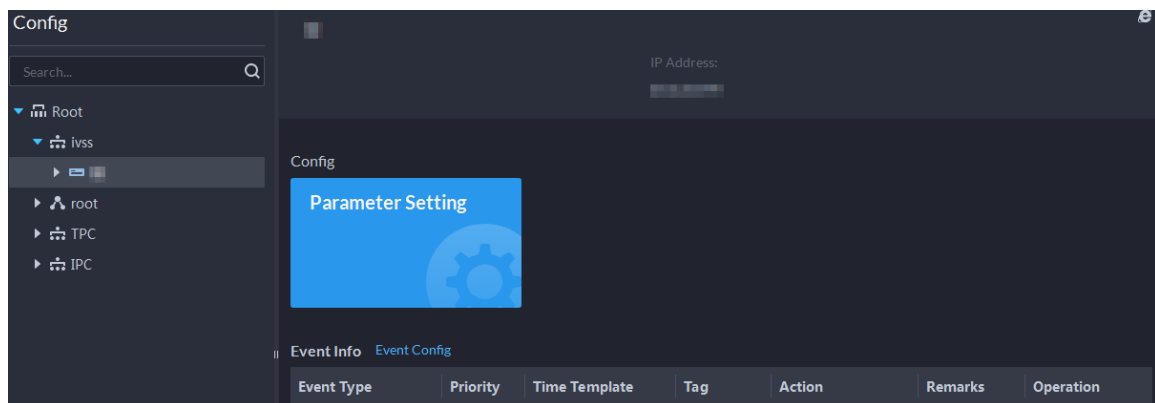 Config
Search...
Root
ivss
root
TPC
IPC
IP Address:
Config
Parameter Setting
Event Info Event Config
Event Type Priority Time Template Tag Action Remarks Operation